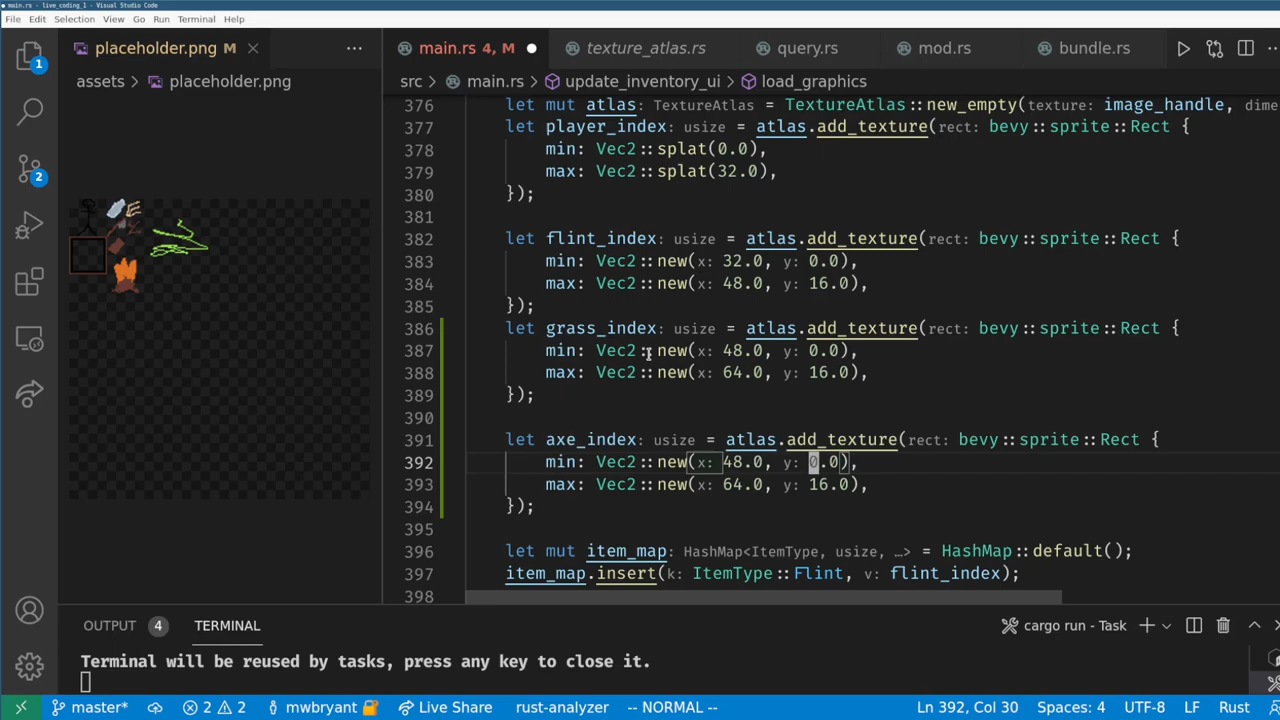 main.rs - live_coding_1 - Visual Studio Code
File Edit Selection View Go Run Terminal Help
placeholder.png M
main.rs 4, M
texture_atlas.rs
query.rs
mod.rs
bundle.rs
assets > placeholder.png
src > main.rs > update_inventory_ui > load_graphics
376 let mut atlas: TextureAtlas = TextureAtlas::new_empty(texture: image_handle, dime
377 let player_index: usize = atlas.add_texture(rect: bevy::sprite::Rect {
378 min: Vec2::splat(0.0),
379 max: Vec2::splat(32.0),
380 });
381
382 let flint_index: usize = atlas.add_texture(rect: bevy::sprite::Rect {
383 min: Vec2::new(x: 32.0, y: 0.0),
384 max: Vec2::new(x: 48.0, y: 16.0),
385 });
386 let grass_index: usize = atlas.add_texture(rect: bevy::sprite::Rect {
387 min: Vec2::new(x: 48.0, y: 0.0),
388 max: Vec2::new(x: 64.0, y: 16.0),
389 });
390
391 let axe_index: usize = atlas.add_texture(rect: bevy::sprite::Rect {
392 min: Vec2::new(x: 48.0, y: 0.0),
393 max: Vec2::new(x: 64.0, y: 16.0),
394 });
395
396 let mut item_map: HashMap<ItemType, usize, …> = HashMap::default();
397 item_map.insert(k: ItemType::Flint, v: flint_index);
398
1
2
OUTPUT 4 TERMINAL
cargo run - Task
Terminal will be reused by tasks, press any key to close it.
master* 2 2 mwbryant Live Share rust-analyzer -- NORMAL -- Ln 392, Col 30 Spaces: 4 UTF-8 LF Rust